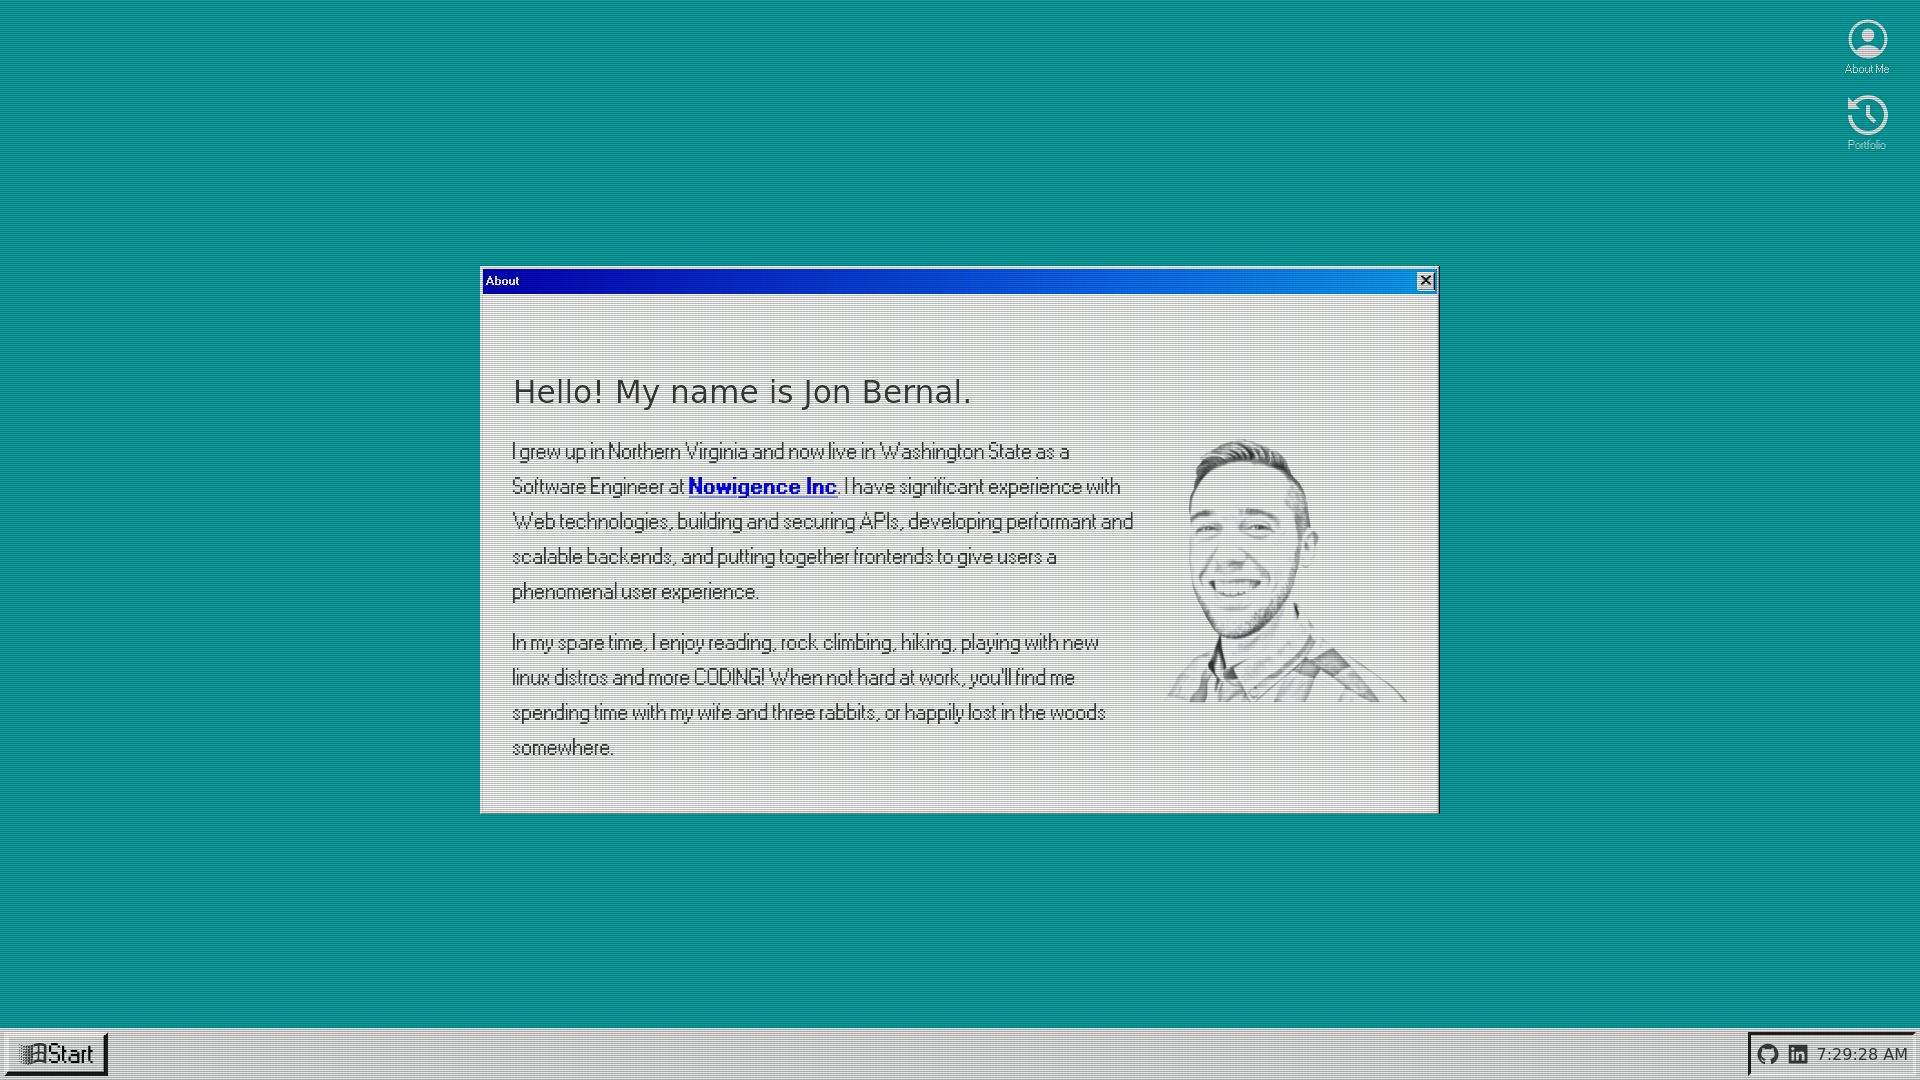 About Me
Portfolio
About
Hello! My name is Jon Bernal.
I grew up in Northern Virginia and now live in Washington State as a
Software Engineer at Nowigence Inc. I have significant experience with
Web technologies, building and securing APIs, developing performant and
scalable backends, and putting together frontends to give users a
phenomenal user experience.
In my spare time, I enjoy reading, rock climbing, hiking, playing with new
linux distros and more CODING! When not hard at work, you'll find me
spending time with my wife and three rabbits, or happily lost in the woods
somewhere.
Start
in
7:29:28 AM